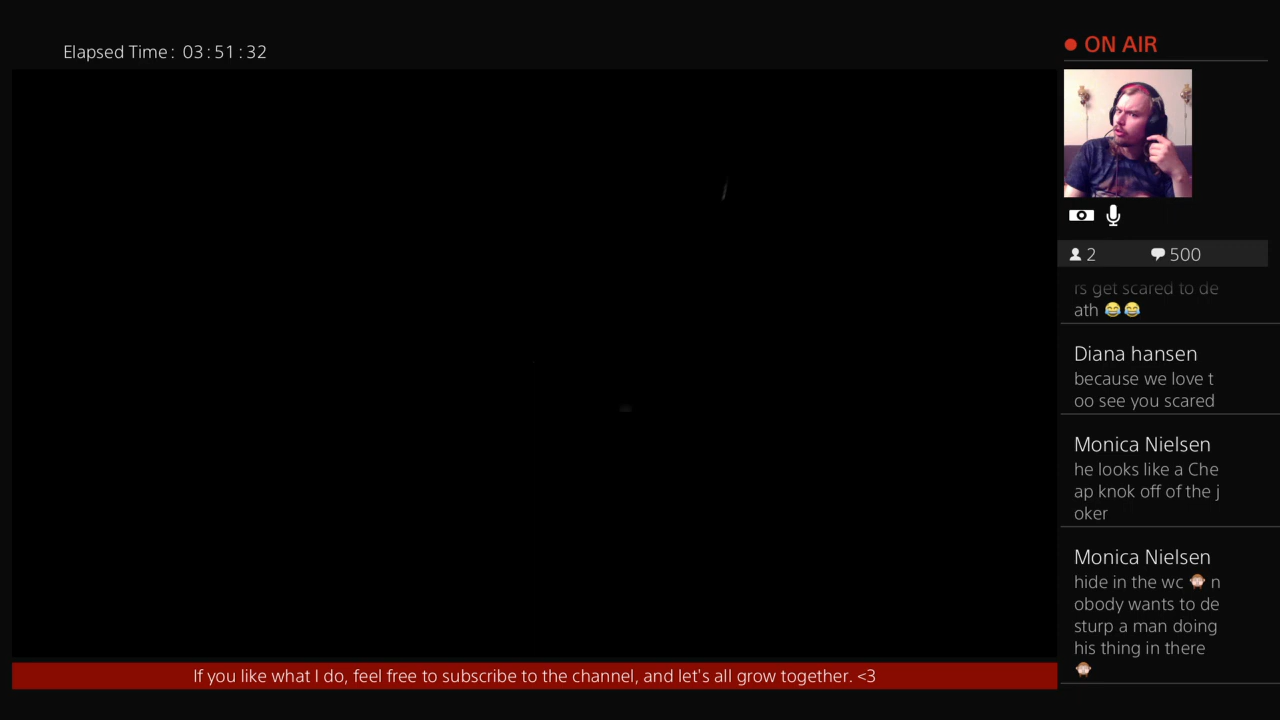 Elapsed Time: 03:51:32
ON AIR
2 500
rs get scared to de
ath 😂😂
Diana hansen
because we love t
oo see you scared
Monica Nielsen
he looks like a Che
ap knok off of the j
oker
Monica Nielsen
hide in the wc 🙈 n
obody wants to de
sturp a man doing
his thing in there
🙈
If you like what I do, feel free to subscribe to the channel, and let's all grow together. <3